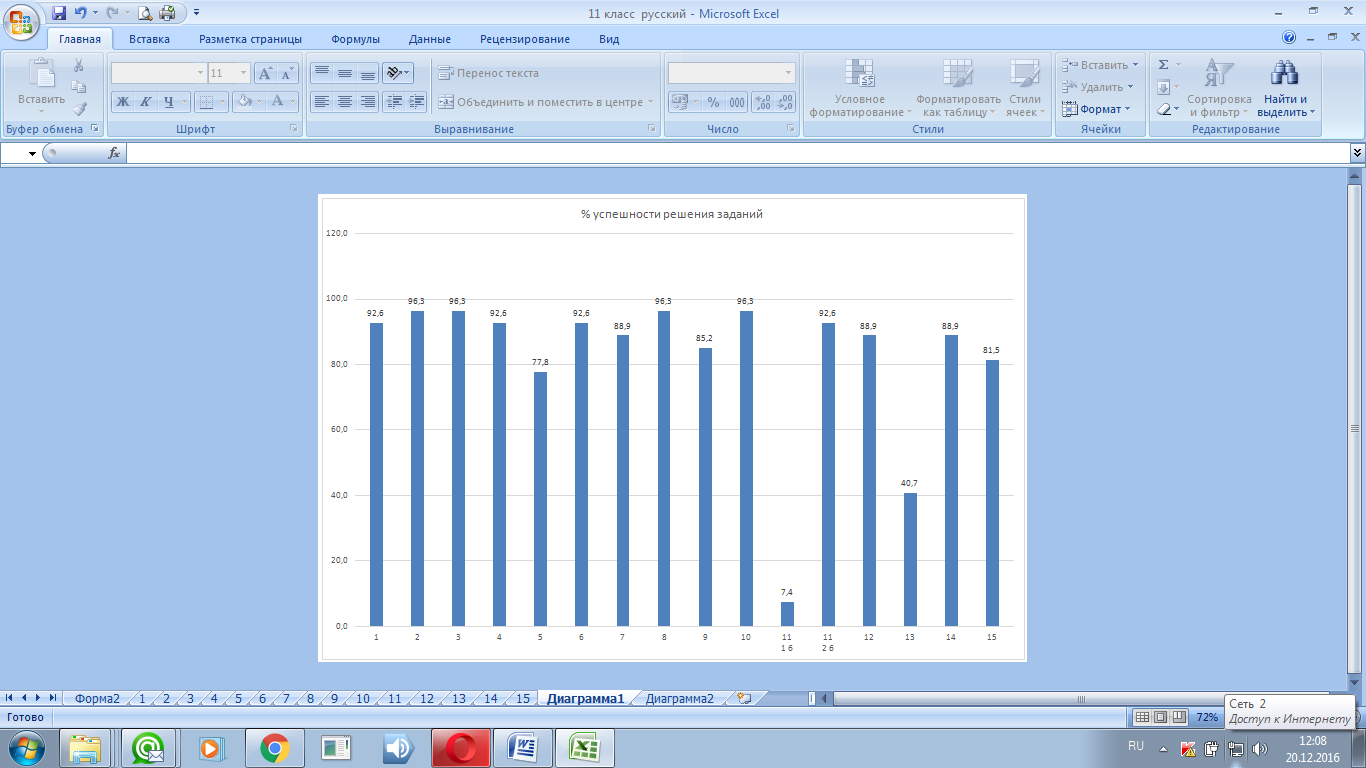 11 класс  русский - Microsoft Excel
Главная Вставка Разметка страницы Формулы Данные Рецензирование Вид
Вставить
Буфер обмена
11
Ж К Ч
Шрифт
Перенос текста
Объединить и поместить в центре
Выравнивание
% 000
Число
Условное форматирование
Форматировать как таблицу
Стили ячеек
Стили
Вставить
Удалить
Формат
Ячейки
Σ
Сортировка и фильтр
Найти и выделить
Редактирование
fx
% успешности решения заданий
120,0
100,0
80,0
60,0
40,0
20,0
0,0
92,6 96,3 96,3 92,6 77,8 92,6 88,9 96,3 85,2 96,3 7,4 92,6 88,9 40,7 88,9 81,5
1 2 3 4 5 6 7 8 9 10 11 11 12 13 14 15
1 б 2 б
Форма2 1 2 3 4 5 6 7 8 9 10 11 12 13 14 15 Диаграмма1 Диаграмма2
Готово
72%
Сеть 2
Доступ к Интернету
RU
12:08
20.12.2016